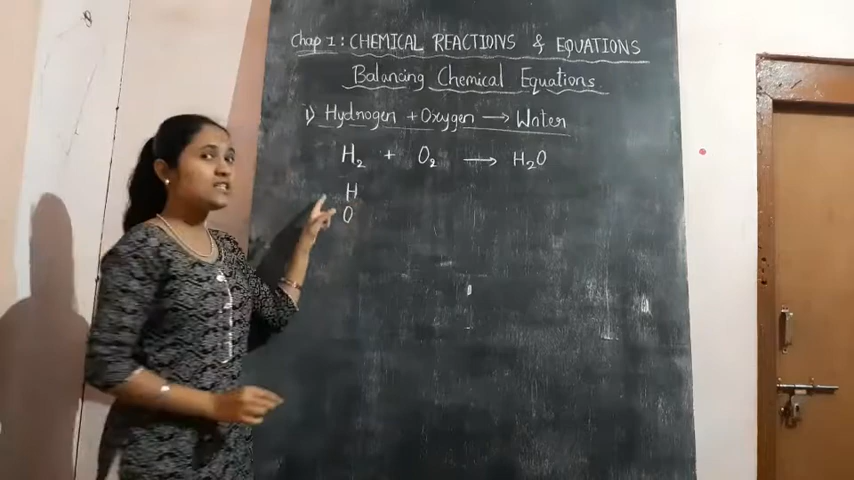 Chap 1: CHEMICAL REACTIONS & EQUATIONS
Balancing Chemical Equations
1) Hydrogen + Oxygen → Water
H₂ + O₂ → H₂O
H
O